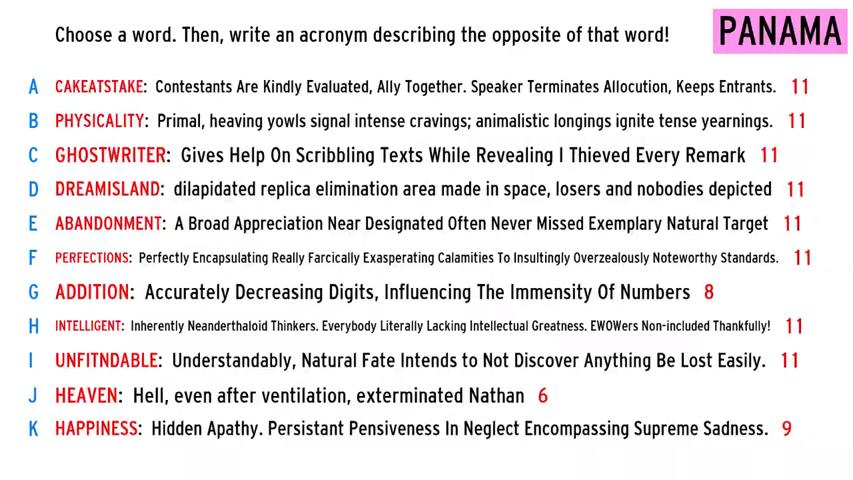 Choose a word. Then, write an acronym describing the opposite of that word!
PANAMA
A CAKEATSTAKE: Contestants Are Kindly Evaluated, Ally Together. Speaker Terminates Allocution, Keeps Entrants. 11
B PHYSICALITY: Primal, heaving yowls signal intense cravings; animalistic longings ignite tense yearnings. 11
C GHOSTWRITER: Gives Help On Scribbling Texts While Revealing I Thieved Every Remark 11
D DREAMISLAND: dilapidated replica elimination area made in space, losers and nobodies depicted 11
E ABANDONMENT: A Broad Appreciation Near Designated Often Never Missed Exemplary Natural Target 11
F PERFECTIONS: Perfectly Encapsulating Really Farcically Exasperating Calamities To Insultingly Overzealously Noteworthy Standards. 11
G ADDITION: Accurately Decreasing Digits, Influencing The Immensity Of Numbers 8
H INTELLIGENT: Inherently Neanderthaloid Thinkers. Everybody Literally Lacking Intellectual Greatness. EWOWers Non-included Thankfully! 11
I UNFITNDABLE: Understandably, Natural Fate Intends to Not Discover Anything Be Lost Easily. 11
J HEAVEN: Hell, even after ventilation, exterminated Nathan 6
K HAPPINESS: Hidden Apathy. Persistant Pensiveness In Neglect Encompassing Supreme Sadness. 9